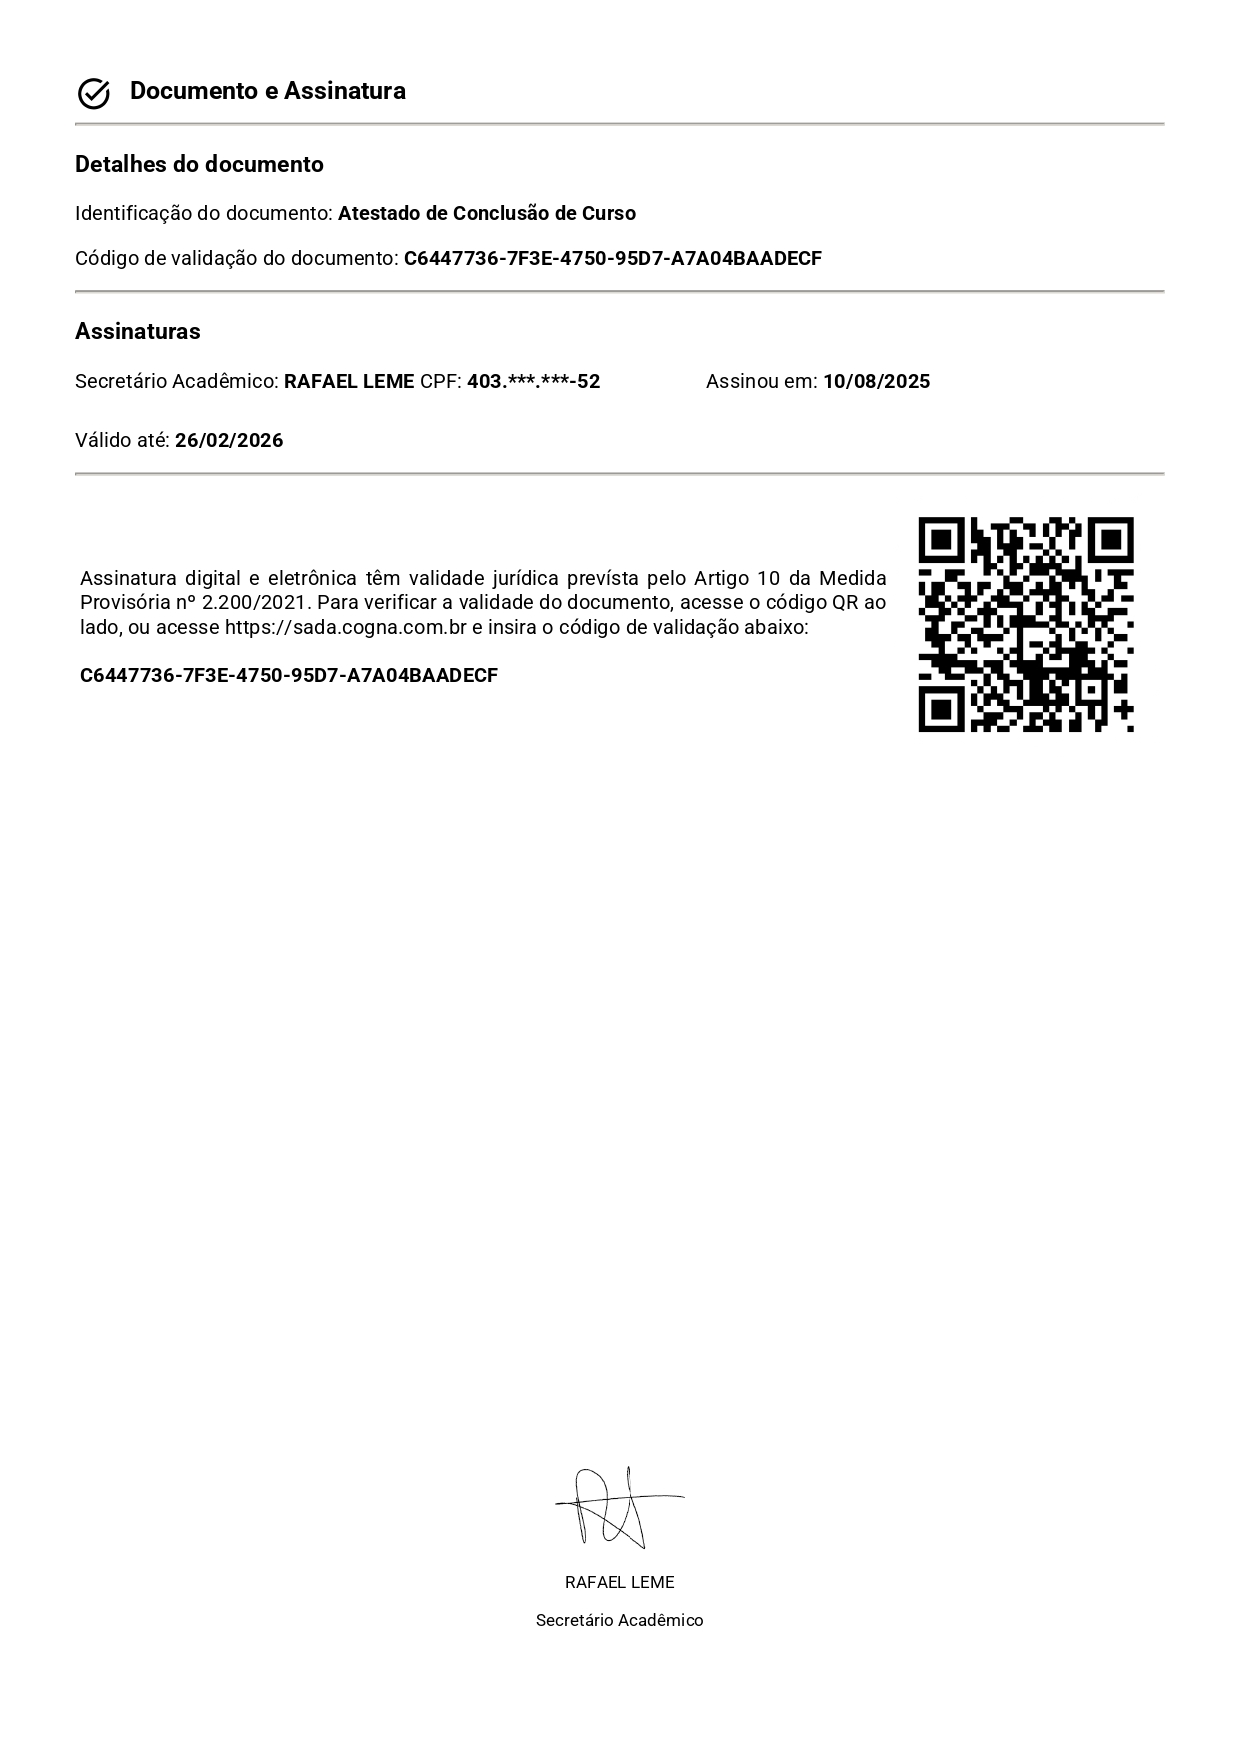 Documento e Assinatura
Detalhes do documento
Identificação do documento: Atestado de Conclusão de Curso
Código de validação do documento: C6447736-7F3E-4750-95D7-A7A04BAADECF
Assinaturas
Secretário Acadêmico: RAFAEL LEME CPF: 403.***.***-52 Assinou em: 10/08/2025
Válido até: 26/02/2026
Assinatura digital e eletrônica têm validade jurídica prevísta pelo Artigo 10 da Medida
Provisória nº 2.200/2021. Para verificar a validade do documento, acesse o código QR ao
lado, ou acesse https://sada.cogna.com.br e insira o código de validação abaixo:
C6447736-7F3E-4750-95D7-A7A04BAADECF
RAFAEL LEME
Secretário Acadêmico